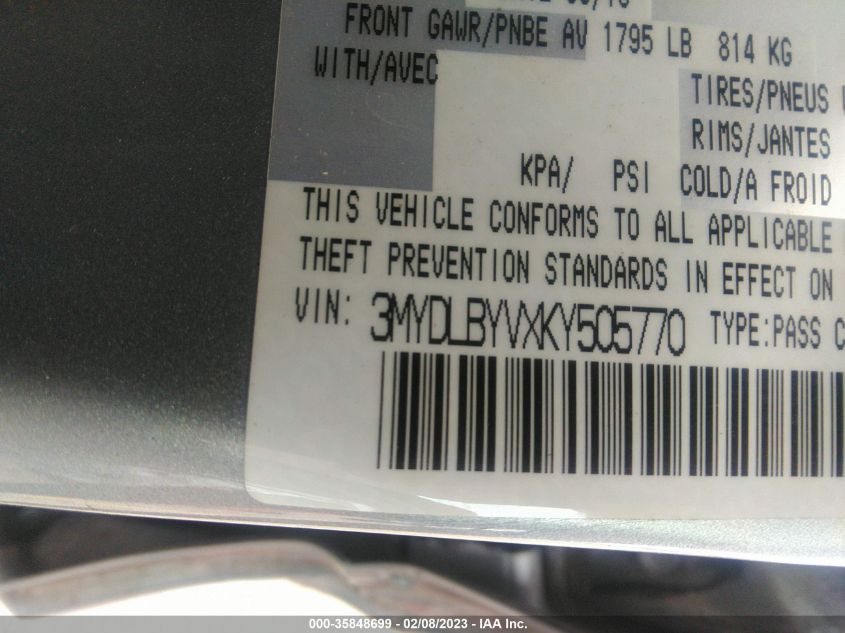 FRONT GAWR/PNBE AV 1795 LB 814 KG
WITH/AVEC
TIRES/PNEUS
RIMS/JANTES
KPA/ PSI COLD/A FROID
THIS VEHICLE CONFORMS TO ALL APPLICABLE
THEFT PREVENTION STANDARDS IN EFFECT ON
VIN: 3MYDLBYVXKY505770 TYPE:PASS C
000-35848699 — 02/08/2023 — IAA Inc.